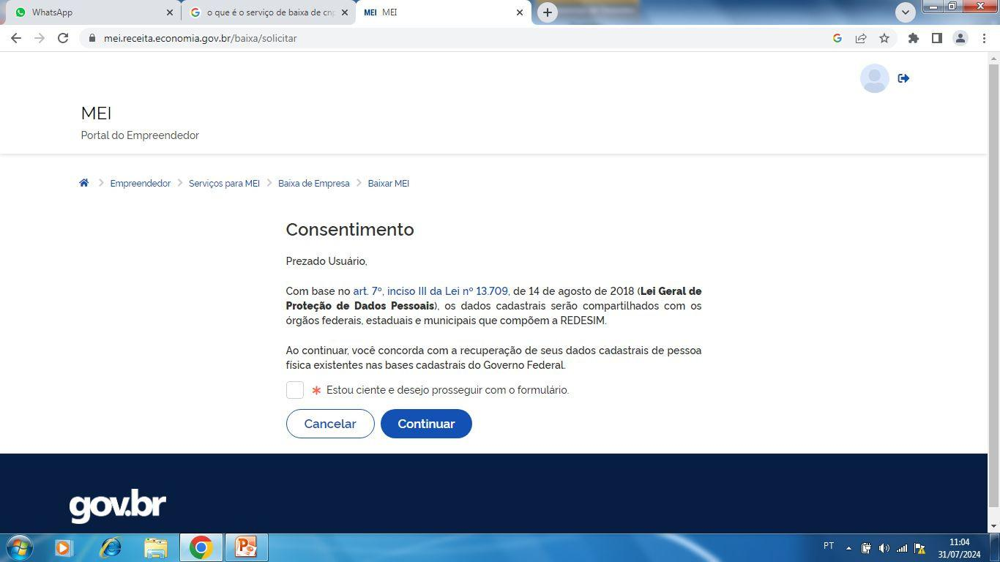 WhatsApp
o que é o serviço de baixa de cnp
MEI MEI
mei.receita.economia.gov.br/baixa/solicitar
MEI
Portal do Empreendedor
Empreendedor Serviços para MEI Baixa de Empresa Baixar MEI
Consentimento
Prezado Usuário,
Com base no art. 7º, inciso III da Lei nº 13.709, de 14 de agosto de 2018 (Lei Geral de
Proteção de Dados Pessoais), os dados cadastrais serão compartilhados com os
órgãos federais, estaduais e municipais que compõem a REDESIM.
Ao continuar, você concorda com a recuperação de seus dados cadastrais de pessoa
física existentes nas bases cadastrais do Governo Federal.
* Estou ciente e desejo prosseguir com o formulário.
Cancelar Continuar
gov.br
PT
11:04
31/07/2024